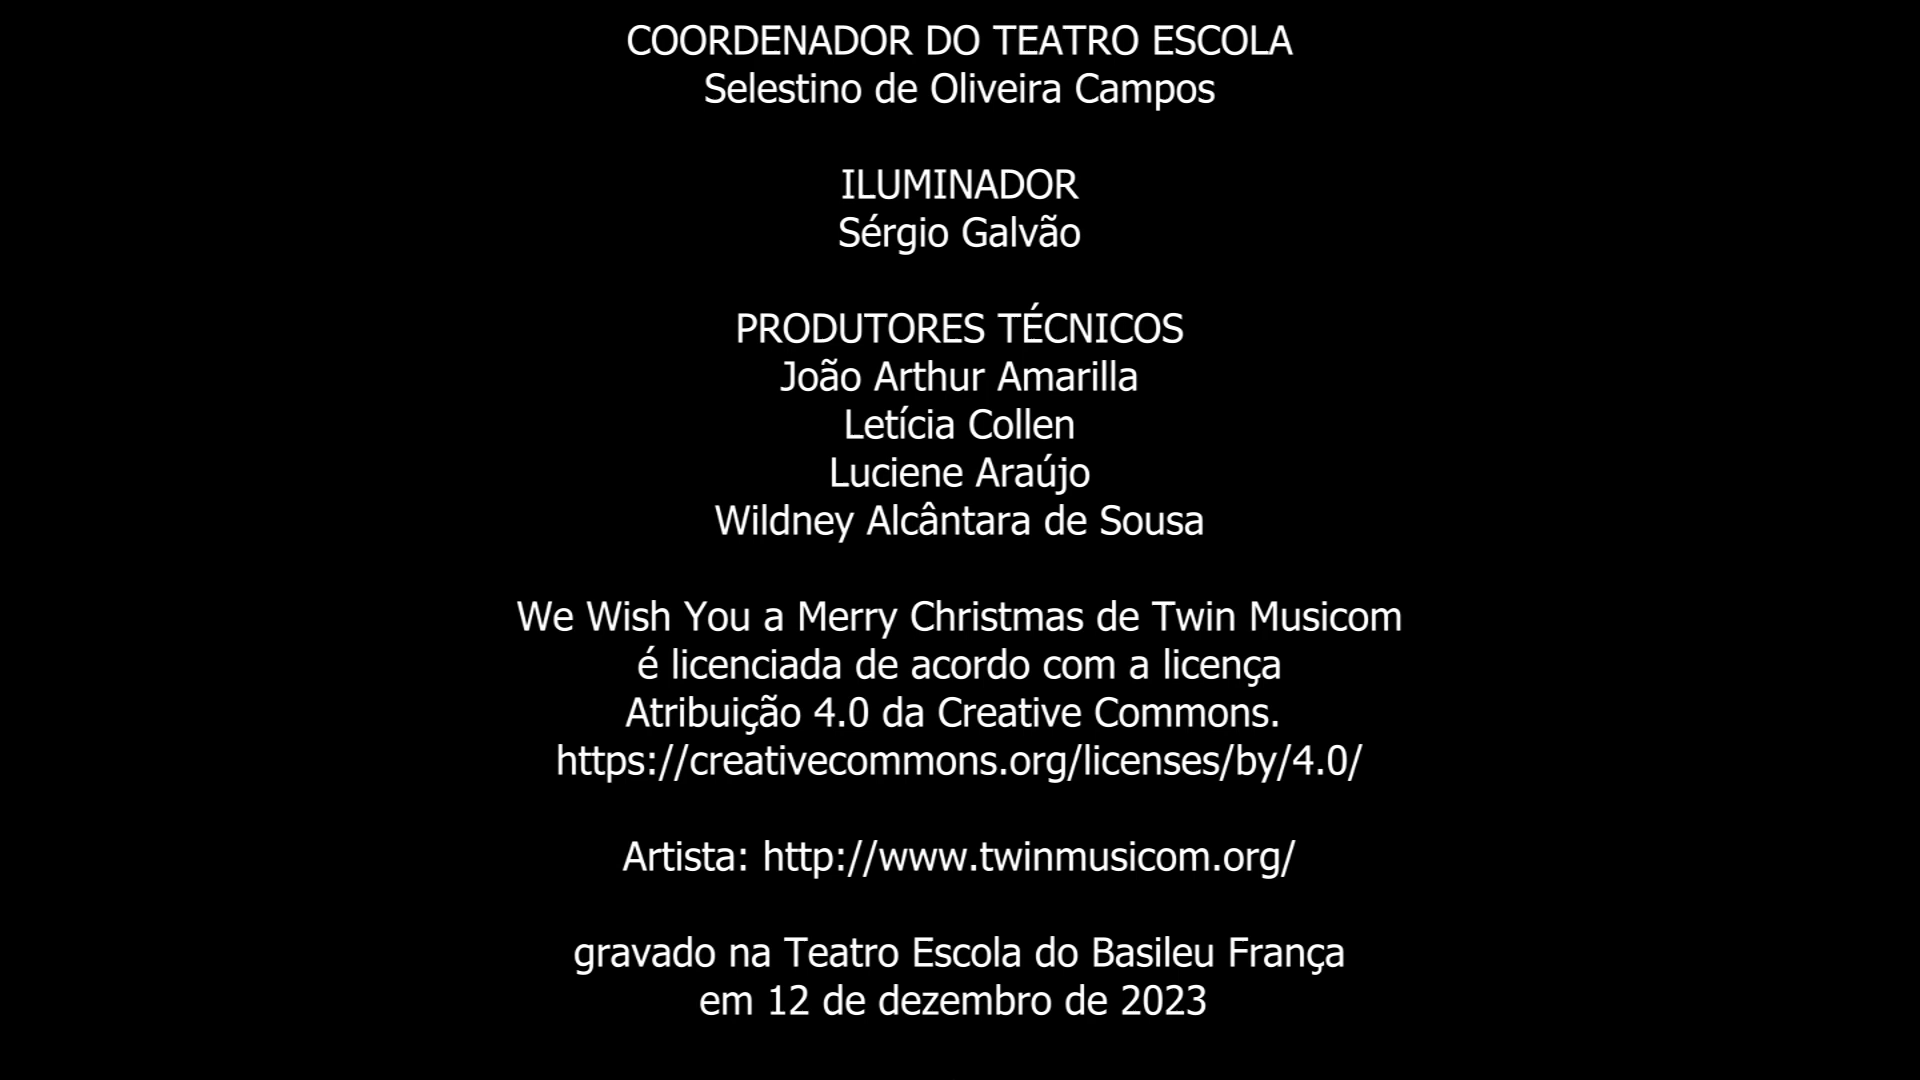 COORDENADOR DO TEATRO ESCOLA
Selestino de Oliveira Campos
ILUMINADOR
Sérgio Galvão
PRODUTORES TÉCNICOS
João Arthur Amarilla
Letícia Collen
Luciene Araújo
Wildney Alcântara de Sousa
We Wish You a Merry Christmas de Twin Musicom
é licenciada de acordo com a licença
Atribuição 4.0 da Creative Commons.
https://creativecommons.org/licenses/by/4.0/
Artista: http://www.twinmusicom.org/
gravado na Teatro Escola do Basileu França
em 12 de dezembro de 2023